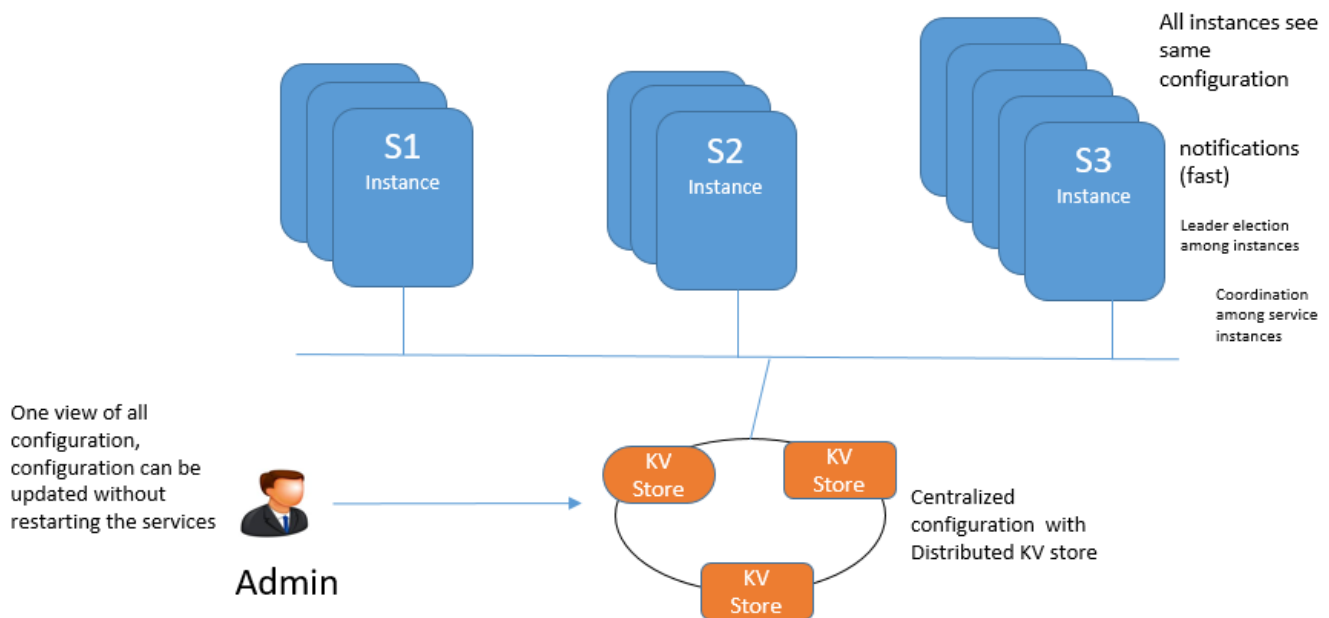 All instances see
same
configuration
S1
Instance
S2
Instance
S3
Instance
notifications
(fast)
Leader election
among instances
Coordination
among service
instances
One view of all
configuration,
configuration can be
updated without
restarting the services
Admin
KV
Store
KV
Store
KV
Store
Centralized
configuration with
Distributed KV store